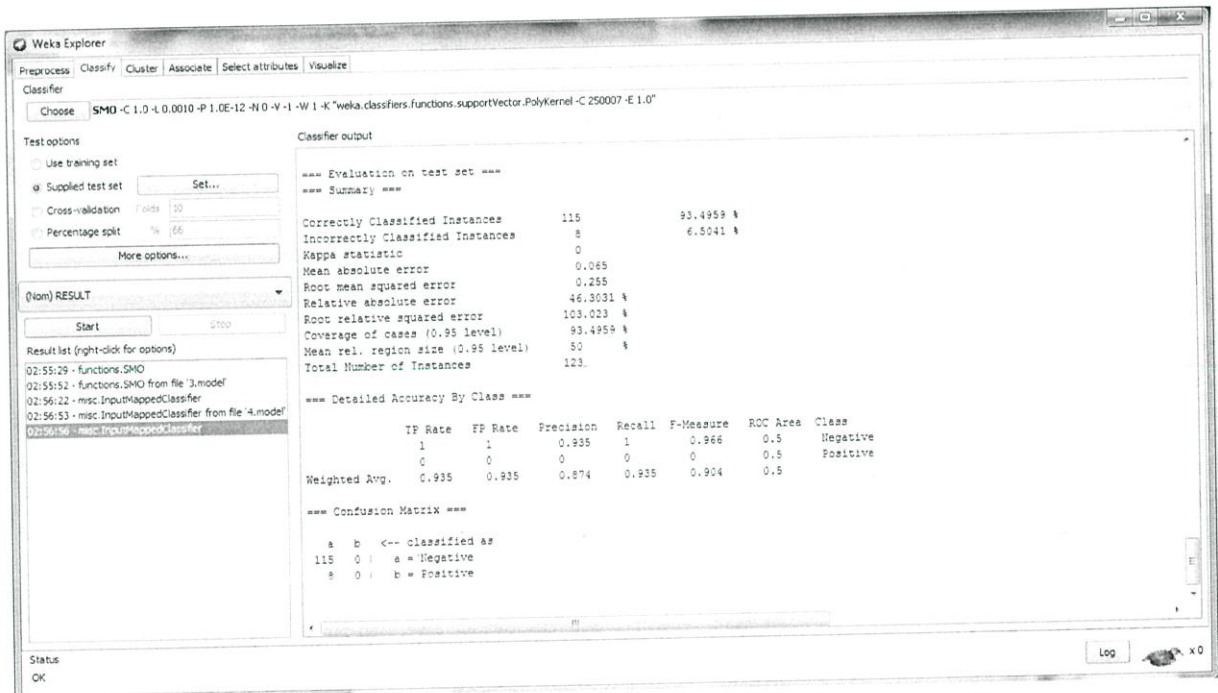 Weka Explorer
Preprocess Classify Cluster Associate Select attributes Visualize
Classifier
Choose SMO -C 1.0 -L 0.0010 -P 1.0E-12 -N 0 -V -1 -W 1 -K "weka.classifiers.functions.supportVector.PolyKernel -C 250007 -E 1.0"
Test options
Use training set
Supplied test set Set...
Cross-validation Folds 10
Percentage split % 66
More options...
(Nom) RESULT
Start Stop
Result list (right-click for options)
02:55:29 - functions.SMO
02:55:52 - functions.SMO from file '3.model'
02:56:22 - misc.InputMappedClassifier
02:56:53 - misc.InputMappedClassifier from file '4.model'
02:56:56 - misc.InputMappedClassifier
Classifier output
=== Evaluation on test set ===
=== Summary ===
Correctly Classified Instances 115 93.4959 %
Incorrectly Classified Instances 8 6.5041 %
Kappa statistic 0
Mean absolute error 0.065
Root mean squared error 0.255
Relative absolute error 46.3031 %
Root relative squared error 103.023 %
Coverage of cases (0.95 level) 93.4959 %
Mean rel. region size (0.95 level) 50 %
Total Number of Instances 123
=== Detailed Accuracy By Class ===
TP Rate FP Rate Precision Recall F-Measure ROC Area Class
1 1 0.935 1 0.966 0.5 Negative
0 0 0 0 0 0.5 Positive
Weighted Avg. 0.935 0.935 0.874 0.935 0.904 0.5
=== Confusion Matrix ===
a b <-- classified as
115 0 | a = Negative
8 0 | b = Positive
Status
OK
Log x 0